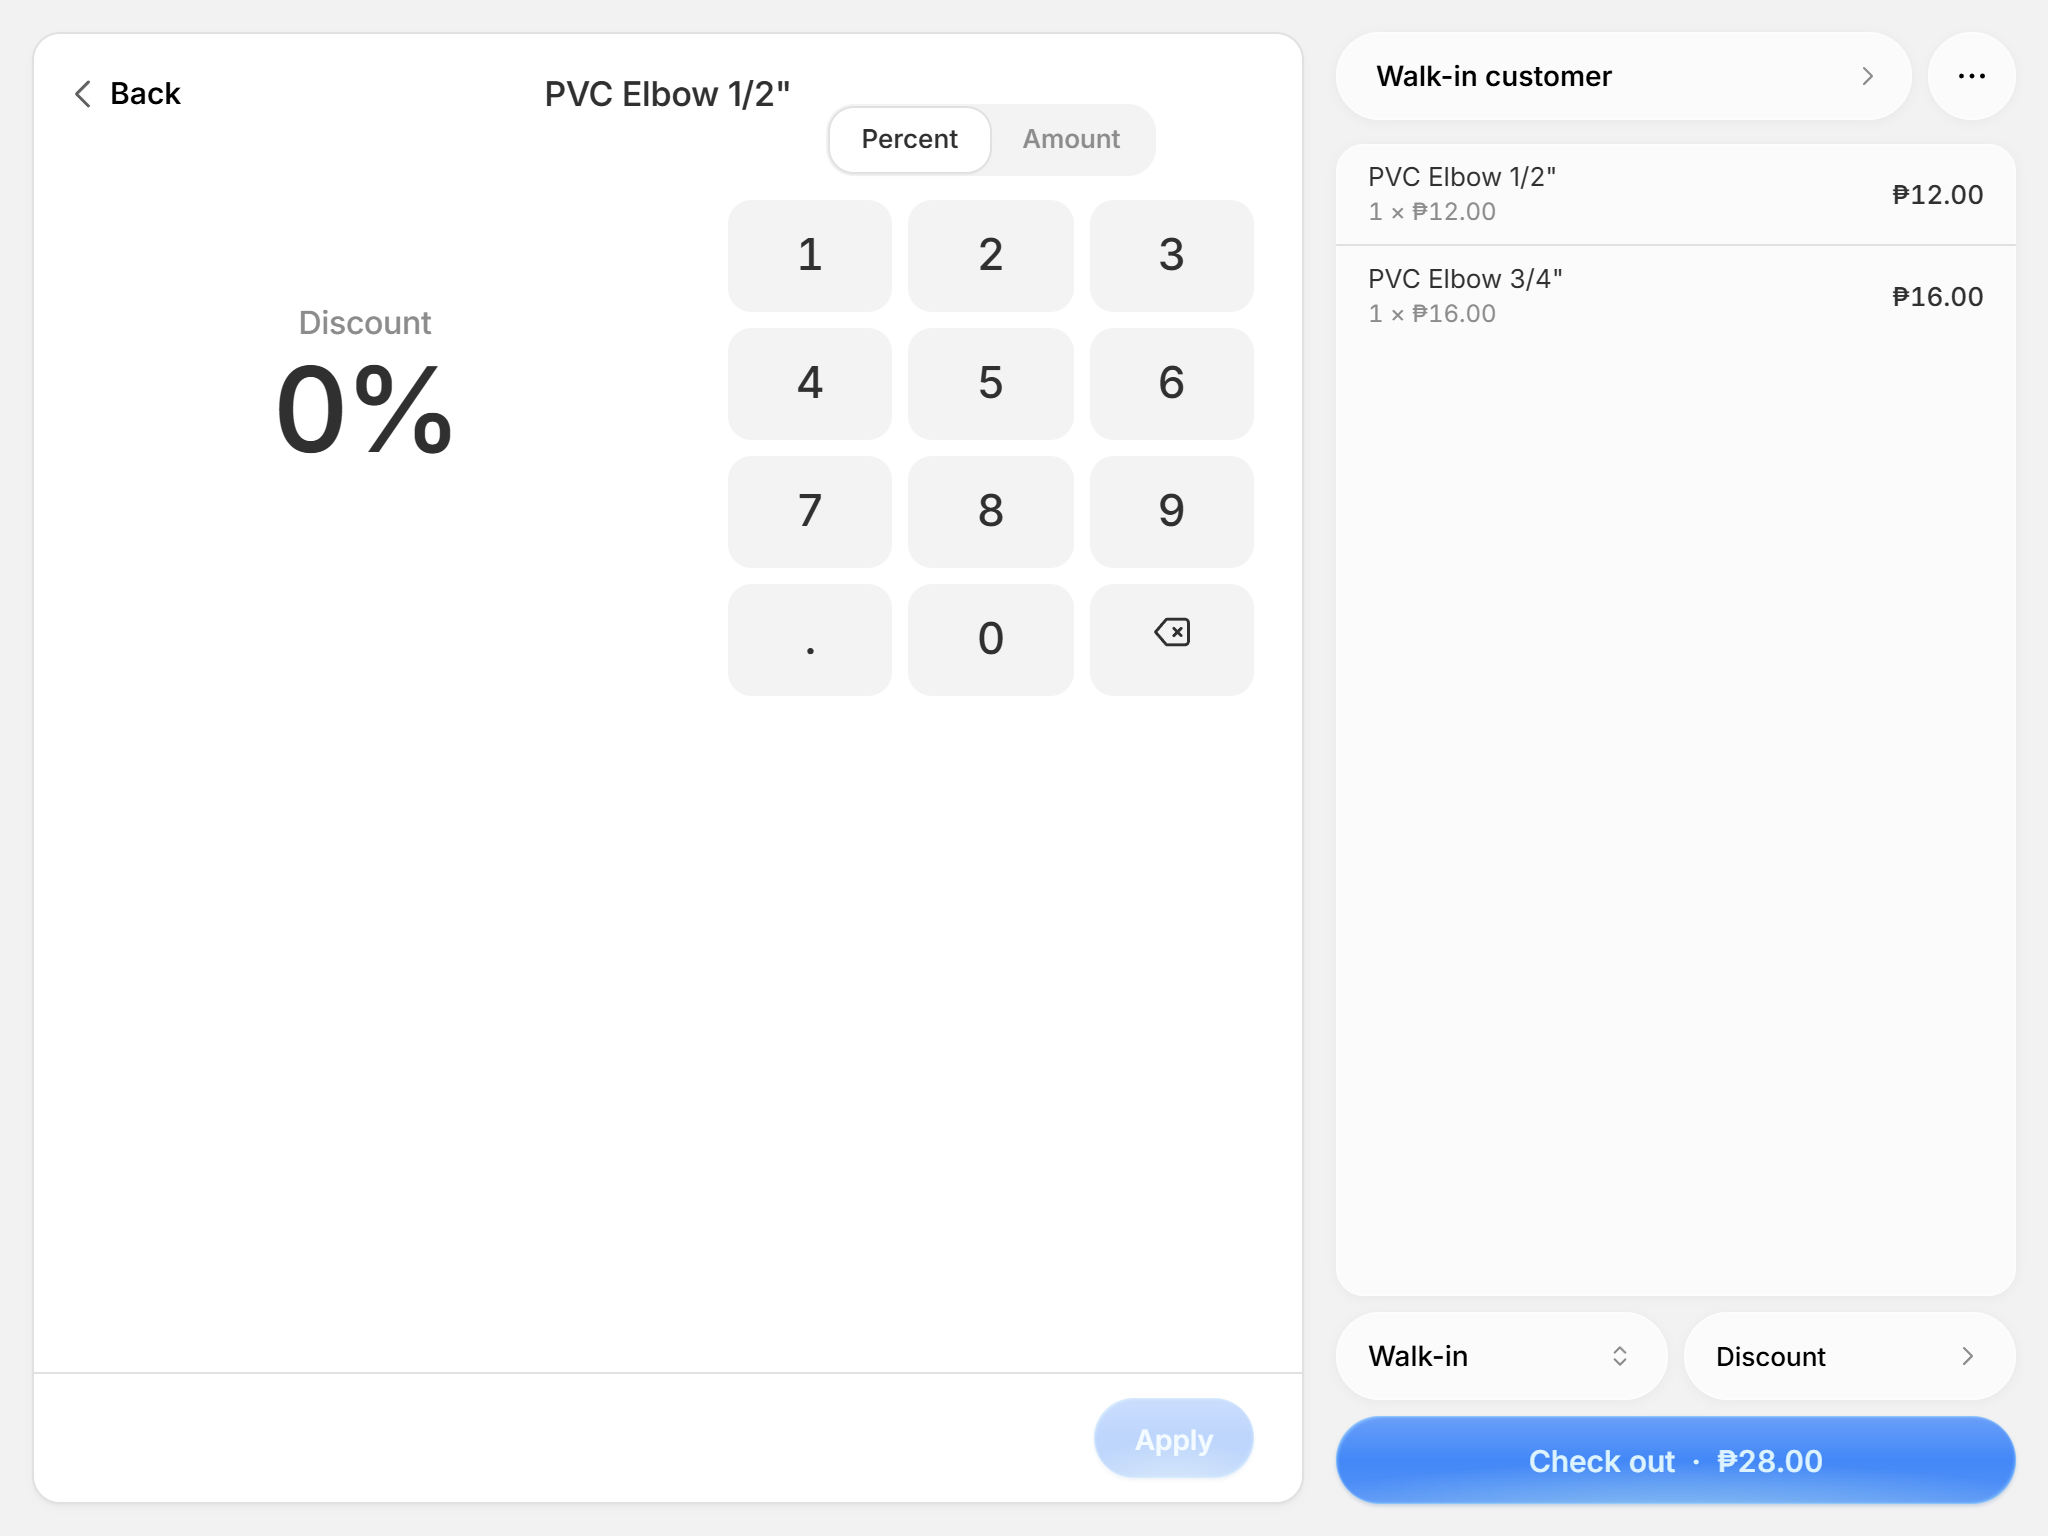 Back
PVC Elbow 1/2"
Percent
Amount
Discount
0%
1
2
3
4
5
6
7
8
9
.
0
Apply
Walk-in customer
PVC Elbow 1/2"
1 × ₱12.00
₱12.00
PVC Elbow 3/4"
1 × ₱16.00
₱16.00
Walk-in
Discount
Check out · ₱28.00